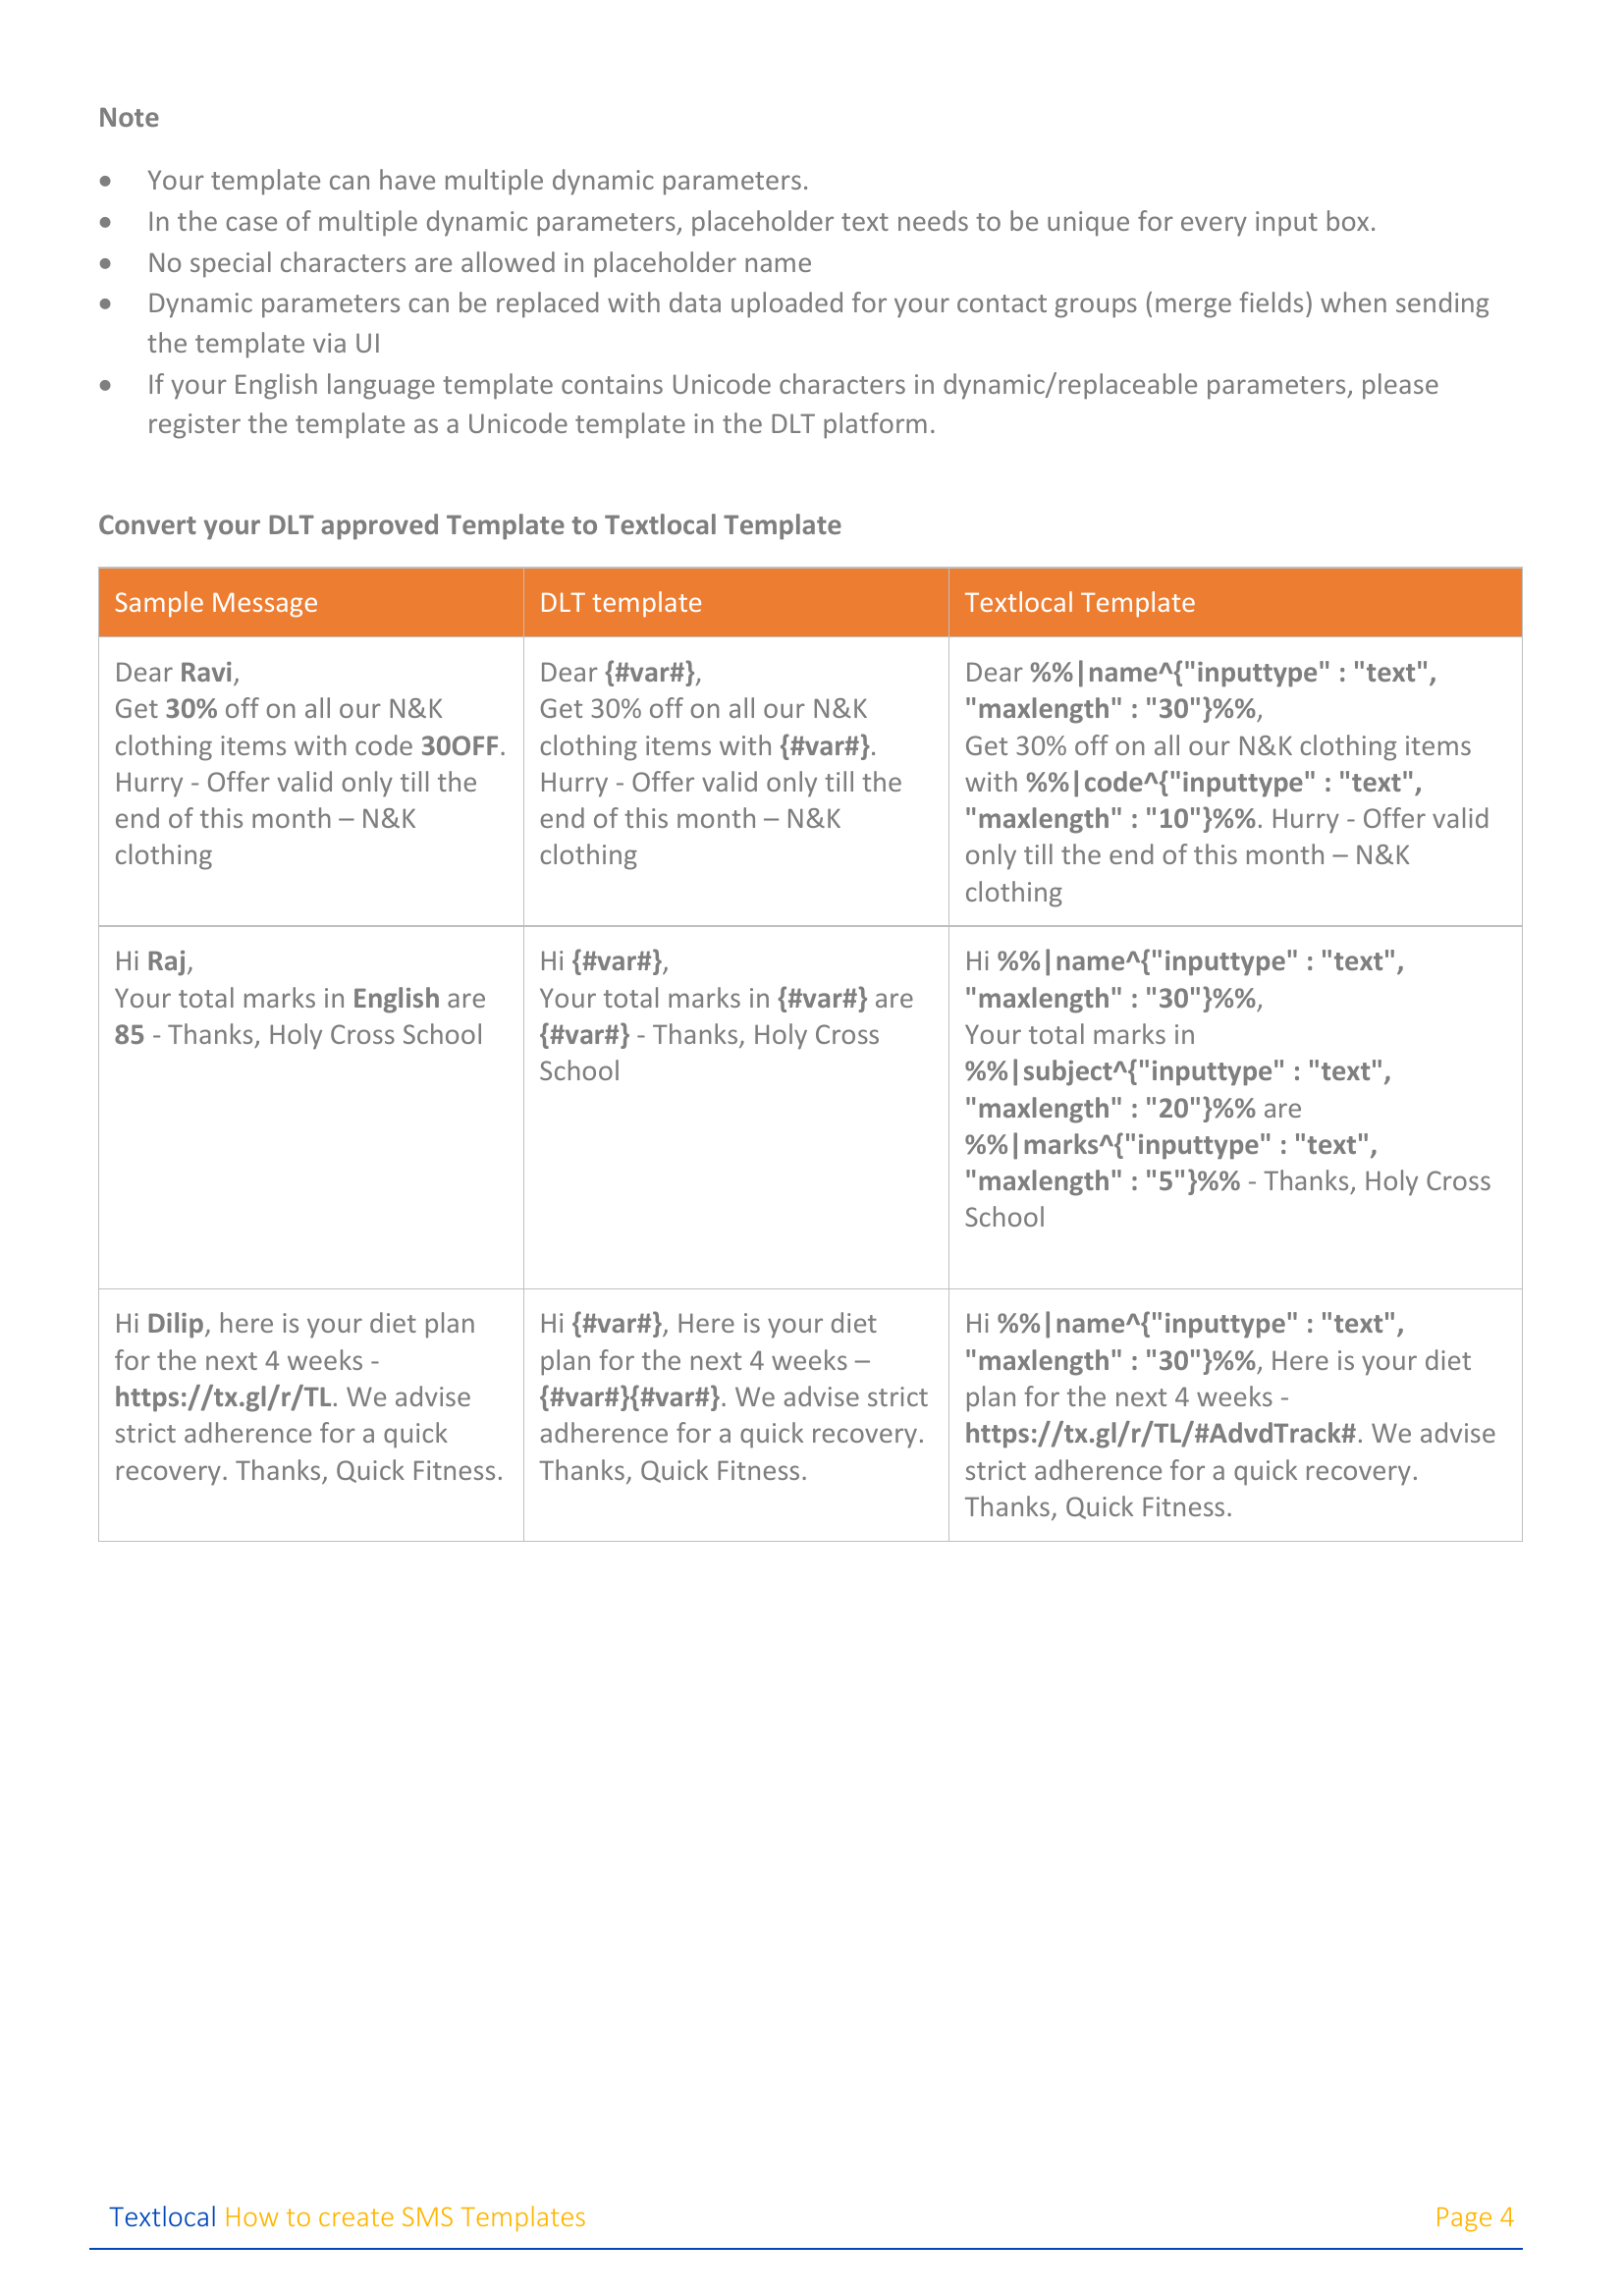 Note
• Your template can have multiple dynamic parameters.
• In the case of multiple dynamic parameters, placeholder text needs to be unique for every input box.
• No special characters are allowed in placeholder name
• Dynamic parameters can be replaced with data uploaded for your contact groups (merge fields) when sending
the template via UI
• If your English language template contains Unicode characters in dynamic/replaceable parameters, please
register the template as a Unicode template in the DLT platform.
Convert your DLT approved Template to Textlocal Template
Sample Message
DLT template
Textlocal Template
Dear Ravi,
Get 30% off on all our N&K
clothing items with code 30OFF.
Hurry - Offer valid only till the
end of this month – N&K
clothing
Dear {#var#},
Get 30% off on all our N&K
clothing items with {#var#}.
Hurry - Offer valid only till the
end of this month – N&K
clothing
Dear %%|name^{"inputtype" : "text",
"maxlength" : "30"}%%,
Get 30% off on all our N&K clothing items
with %%|code^{"inputtype" : "text",
"maxlength" : "10"}%%. Hurry - Offer valid
only till the end of this month – N&K
clothing
Hi Raj,
Your total marks in English are
85 - Thanks, Holy Cross School
Hi {#var#},
Your total marks in {#var#} are
{#var#} - Thanks, Holy Cross
School
Hi %%|name^{"inputtype" : "text",
"maxlength" : "30"}%%,
Your total marks in
%%|subject^{"inputtype" : "text",
"maxlength" : "20"}%% are
%%|marks^{"inputtype" : "text",
"maxlength" : "5"}%% - Thanks, Holy Cross
School
Hi Dilip, here is your diet plan
for the next 4 weeks -
https://tx.gl/r/TL. We advise
strict adherence for a quick
recovery. Thanks, Quick Fitness.
Hi {#var#}, Here is your diet
plan for the next 4 weeks –
{#var#}{#var#}. We advise strict
adherence for a quick recovery.
Thanks, Quick Fitness.
Hi %%|name^{"inputtype" : "text",
"maxlength" : "30"}%%, Here is your diet
plan for the next 4 weeks -
https://tx.gl/r/TL/#AdvdTrack#. We advise
strict adherence for a quick recovery.
Thanks, Quick Fitness.
Textlocal How to create SMS Templates
Page 4